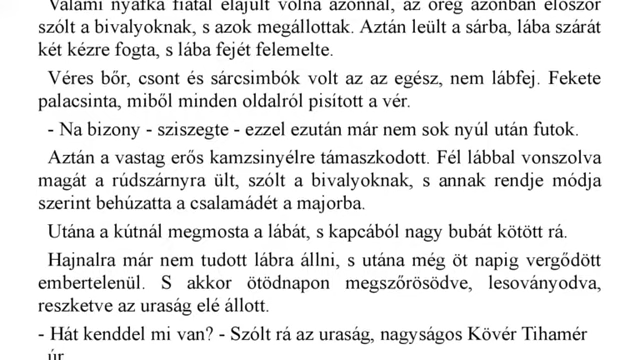 Valami nyafka fiatal elájult volna azonnal, az öreg azonban először
szólt a bivalyoknak, s azok megállottak. Aztán leült a sárba, lába szárát
két kézre fogta, s lába fejét felemelte.
Véres bőr, csont és sárcsimbók volt az az egész, nem lábfej. Fekete
palacsinta, miből minden oldalról pisított a vér.
- Na bizony - sziszegte - ezzel ezután már nem sok nyúl után futok.
Aztán a vastag erős kamzsinyélre támaszkodott. Fél lábbal vonszolva
magát a rúdszárnyra ült, szólt a bivalyoknak, s annak rendje módja
szerint behúzatta a csalamádét a majorba.
Utána a kútnál megmosta a lábát, s kapcából nagy bubát kötött rá.
Hajnalra már nem tudott lábra állni, s utána még öt napig vergődött
embertelenül. S akkor ötödnapon megszőrösödve, lesoványodva,
reszketve az uraság elé állott.
- Hát kenddel mi van? - Szólt rá az uraság, nagyságos Kövér Tihamér
úr.